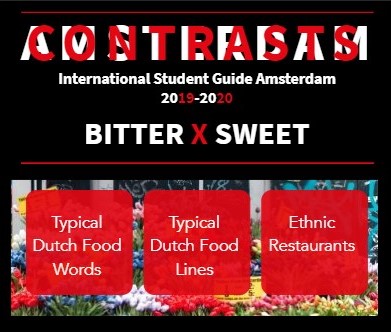 CONTRASTS
AMSTERDAM
International Student Guide Amsterdam
2019-2020
BITTER X SWEET
Typical
Dutch Food
Words
Typical
Dutch Food
Lines
Ethnic
Restaurants